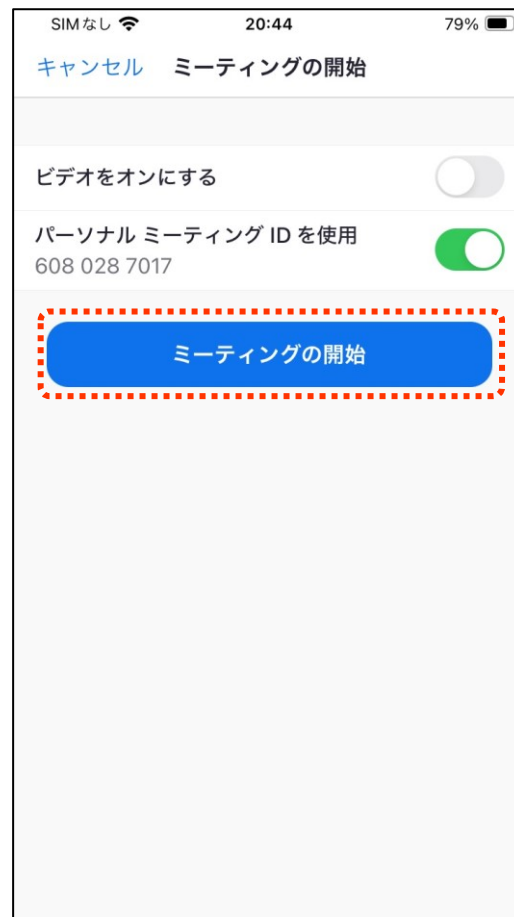 SIMなし 20:44 79%
キャンセル ミーティングの開始
ビデオをオンにする
パーソナル ミーティング ID を使用
608 028 7017
ミーティングの開始